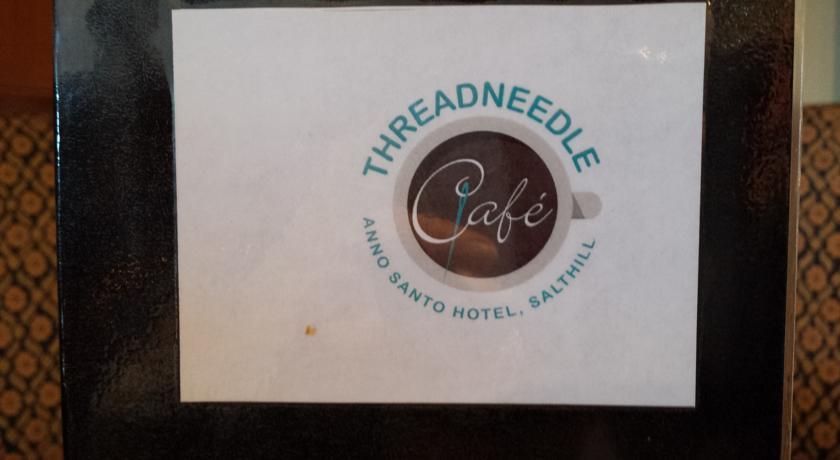 THREADNEEDLE
Café
ANNO SANTO HOTEL, SALTHILL